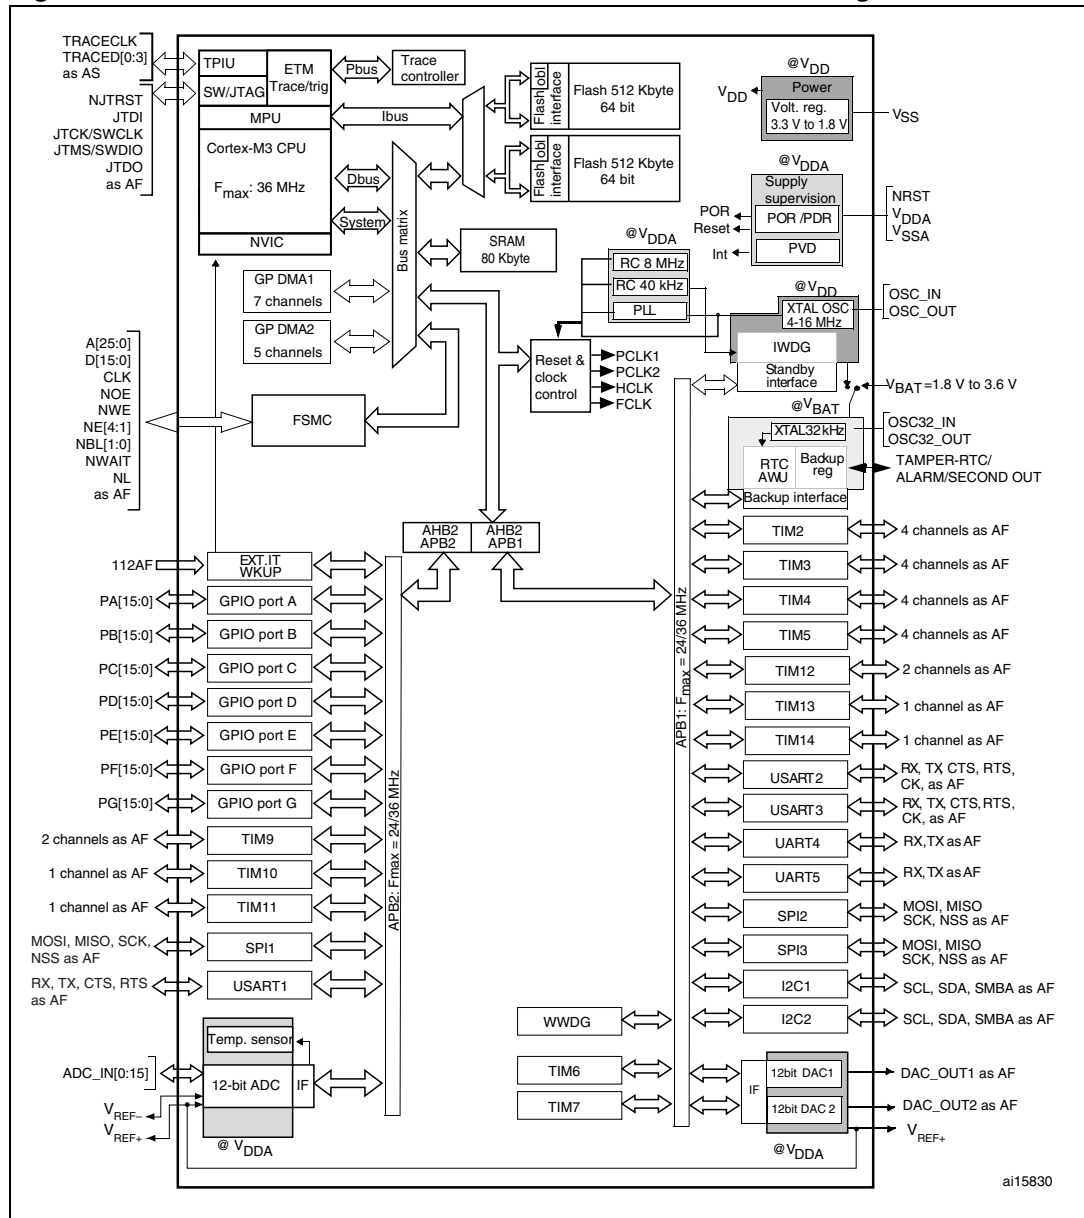 TRACECLK
TRACED[0:3]
as AS
NJTRST
JTDI
JTCK/SWCLK
JTMS/SWDIO
JTDO
as AF
TPIU
SW/JTAG
ETM
Trace/trig
MPU
Cortex-M3 CPU
Fmax: 36 MHz
NVIC
Pbus
Trace
controller
Ibus
Dbus
System
Bus matrix
Flash obl
interface
Flash 512 Kbyte
64 bit
Flash obl
interface
Flash 512 Kbyte
64 bit
SRAM
80 Kbyte
GP DMA1
7 channels
GP DMA2
5 channels
@VDD
Power
VDD
Volt. reg.
3.3 V to 1.8 V
VSS
@VDDA
Supply
supervision
POR
Reset
Int
POR /PDR
PVD
NRST
VDDA
VSSA
@VDDA
RC 8 MHz
RC 40 kHz
PLL
@VDD
XTAL OSC
4-16 MHz
IWDG
Standby
interface
OSC_IN
OSC_OUT
Reset &
clock
control
PCLK1
PCLK2
HCLK
FCLK
VBAT=1.8 V to 3.6 V
@VBAT
XTAL32kHz
RTC
AWU
Backup
reg
Backup interface
OSC32_IN
OSC32_OUT
TAMPER-RTC/
ALARM/SECOND OUT
A[25:0]
D[15:0]
CLK
NOE
NWE
NE[4:1]
NBL[1:0]
NWAIT
NL
as AF
FSMC
AHB2
APB2
AHB2
APB1
112AF
EXT.IT
WKUP
PA[15:0]
GPIO port A
PB[15:0]
GPIO port B
PC[15:0]
GPIO port C
PD[15:0]
GPIO port D
PE[15:0]
GPIO port E
PF[15:0]
GPIO port F
PG[15:0]
GPIO port G
2 channels as AF
TIM9
1 channel as AF
TIM10
1 channel as AF
TIM11
MOSI, MISO, SCK,
NSS as AF
SPI1
RX, TX, CTS, RTS
as AF
USART1
Temp. sensor
ADC_IN[0:15]
12-bit ADC
IF
VREF-
VREF+
@ VDDA
APB2: Fmax = 24/36 MHz
APB1: Fmax = 24/36 MHz
TIM2
4 channels as AF
TIM3
4 channels as AF
TIM4
4 channels as AF
TIM5
4 channels as AF
TIM12
2 channels as AF
TIM13
1 channel as AF
TIM14
1 channel as AF
USART2
RX, TX, CTS, RTS,
CK, as AF
USART3
RX, TX, CTS, RTS,
CK, as AF
UART4
RX,TX as AF
UART5
RX,TX as AF
SPI2
MOSI, MISO
SCK, NSS as AF
SPI3
MOSI, MISO
SCK, NSS as AF
I2C1
SCL, SDA, SMBA as AF
I2C2
SCL, SDA, SMBA as AF
WWDG
TIM6
TIM7
IF
12bit DAC1
DAC_OUT1 as AF
12bit DAC 2
DAC_OUT2 as AF
VREF+
@VDDA
ai15830